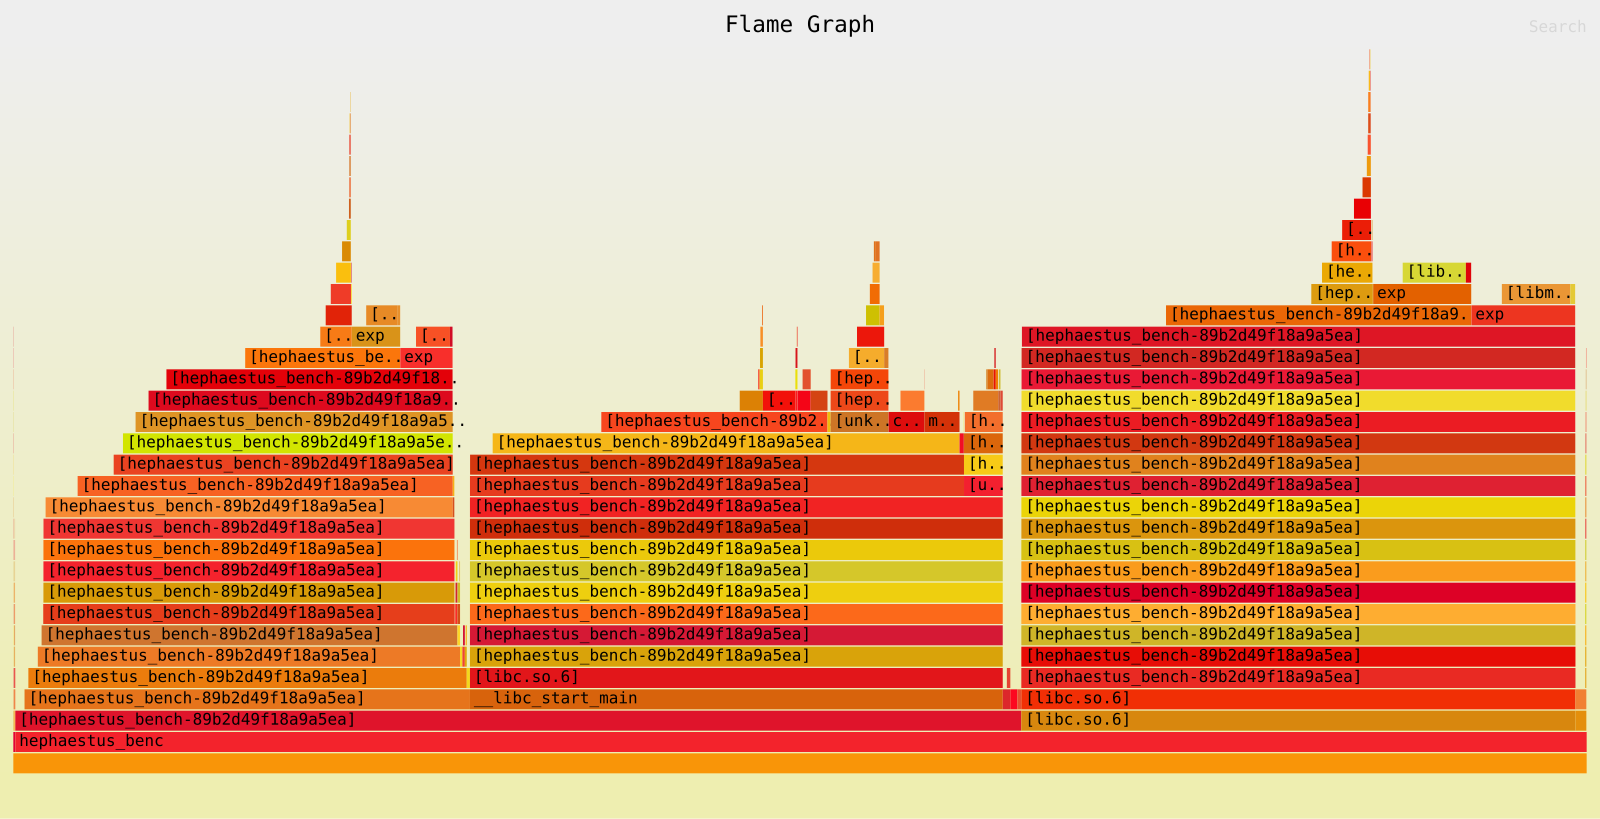 Flame Graph
Search
[..
[h..
[he.. [lib..
[hep.. exp [libm..
[.. [hephaestus_bench-89b2d49f18a9. exp
[.. exp [.. [hephaestus_bench-89b2d49f18a9a5ea]
[hephaestus_be.. exp [.. [hephaestus_bench-89b2d49f18a9a5ea]
[hephaestus_bench-89b2d49f18.. [hep.. [hephaestus_bench-89b2d49f18a9a5ea]
[hephaestus_bench-89b2d49f18a9.. [.. [hep.. [hephaestus_bench-89b2d49f18a9a5ea]
[hephaestus_bench-89b2d49f18a9a5.. [hephaestus_bench-89b2. [unk.. c.. m.. [h.. [hephaestus_bench-89b2d49f18a9a5ea]
[hephaestus_bench-89b2d49f18a9a5e.. [hephaestus_bench-89b2d49f18a9a5ea] [h.. [hephaestus_bench-89b2d49f18a9a5ea]
[hephaestus_bench-89b2d49f18a9a5ea] [hephaestus_bench-89b2d49f18a9a5ea] [h.. [hephaestus_bench-89b2d49f18a9a5ea]
[hephaestus_bench-89b2d49f18a9a5ea] [hephaestus_bench-89b2d49f18a9a5ea] [u.. [hephaestus_bench-89b2d49f18a9a5ea]
[hephaestus_bench-89b2d49f18a9a5ea] [hephaestus_bench-89b2d49f18a9a5ea] [hephaestus_bench-89b2d49f18a9a5ea]
[hephaestus_bench-89b2d49f18a9a5ea] [hephaestus_bench-89b2d49f18a9a5ea] [hephaestus_bench-89b2d49f18a9a5ea]
[hephaestus_bench-89b2d49f18a9a5ea] [hephaestus_bench-89b2d49f18a9a5ea] [hephaestus_bench-89b2d49f18a9a5ea]
[hephaestus_bench-89b2d49f18a9a5ea] [hephaestus_bench-89b2d49f18a9a5ea] [hephaestus_bench-89b2d49f18a9a5ea]
[hephaestus_bench-89b2d49f18a9a5ea] [hephaestus_bench-89b2d49f18a9a5ea] [hephaestus_bench-89b2d49f18a9a5ea]
[hephaestus_bench-89b2d49f18a9a5ea] [hephaestus_bench-89b2d49f18a9a5ea] [hephaestus_bench-89b2d49f18a9a5ea]
[hephaestus_bench-89b2d49f18a9a5ea] [hephaestus_bench-89b2d49f18a9a5ea] [hephaestus_bench-89b2d49f18a9a5ea]
[hephaestus_bench-89b2d49f18a9a5ea] [hephaestus_bench-89b2d49f18a9a5ea] [hephaestus_bench-89b2d49f18a9a5ea]
[hephaestus_bench-89b2d49f18a9a5ea] [libc.so.6] [hephaestus_bench-89b2d49f18a9a5ea]
[hephaestus_bench-89b2d49f18a9a5ea] __libc_start_main [libc.so.6]
[hephaestus_bench-89b2d49f18a9a5ea] [libc.so.6]
hephaestus_benc